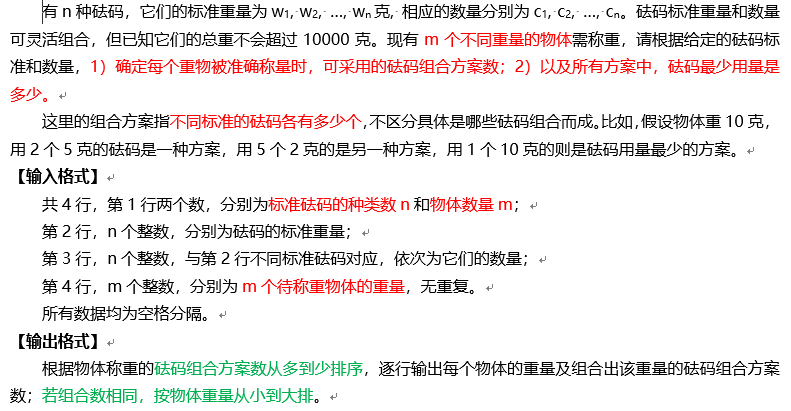 有 n 种砝码，它们的标准重量为 w₁, w₂, …, wₙ克, 相应的数量分别为 c₁, c₂, …, cₙ。砝码标准重量和数量
可灵活组合，但已知它们的总重不会超过 10000 克。现有 m 个不同重量的物体需称重，请根据给定的砝码标
准和数量，1）确定每个重物被准确称量时，可采用的砝码组合方案数；2）以及所有方案中，砝码最少用量是
多少。
这里的组合方案指不同标准的砝码各有多少个，不区分具体是哪些砝码组合而成。比如，假设物体重 10 克，
用 2 个 5 克的砝码是一种方案，用 5 个 2 克的是另一种方案，用 1 个 10 克的则是砝码用量最少的方案。
【输入格式】
共 4 行，第 1 行两个数，分别为标准砝码的种类数 n 和物体数量 m；
第 2 行，n 个整数，分别为砝码的标准重量；
第 3 行，n 个整数，与第 2 行不同标准砝码对应，依次为它们的数量；
第 4 行，m 个整数，分别为 m 个待称重物体的重量，无重复。
所有数据均为空格分隔。
【输出格式】
根据物体称重的砝码组合方案数从多到少排序，逐行输出每个物体的重量及组合出该重量的砝码组合方案
数；若组合数相同，按物体重量从小到大排。